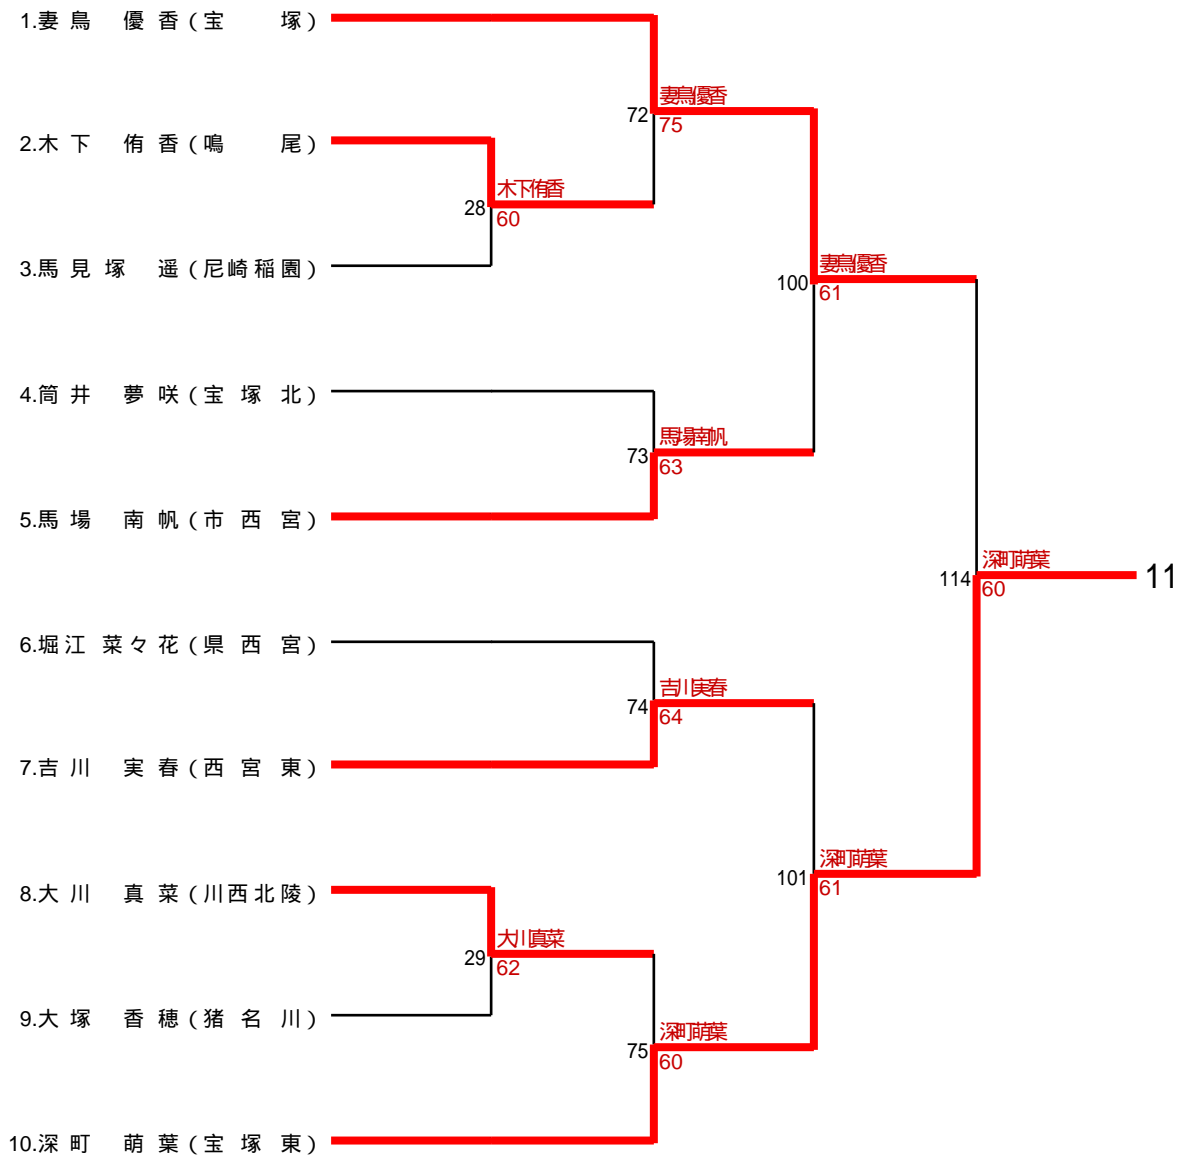 1.妻鳥 優香(宝塚)
妻鳥優香
72
75
2.木下 侑香(鳴尾)
木下侑香
28
60
3.馬見塚 遥(尼崎稲園)
妻鳥優香
100
61
4.筒井 夢咲(宝塚北)
馬場南帆
73
63
5.馬場 南帆(市西宮)
深町萌葉
114
60
11
6.堀江 菜々花(県西宮)
吉川実春
74
64
7.吉川 実春(西宮東)
深町萌葉
101
61
8.大川 真菜(川西北陵)
大川真菜
29
62
9.大塚 香穂(猪名川)
深町萌葉
75
60
10.深町 萌葉(宝塚東)